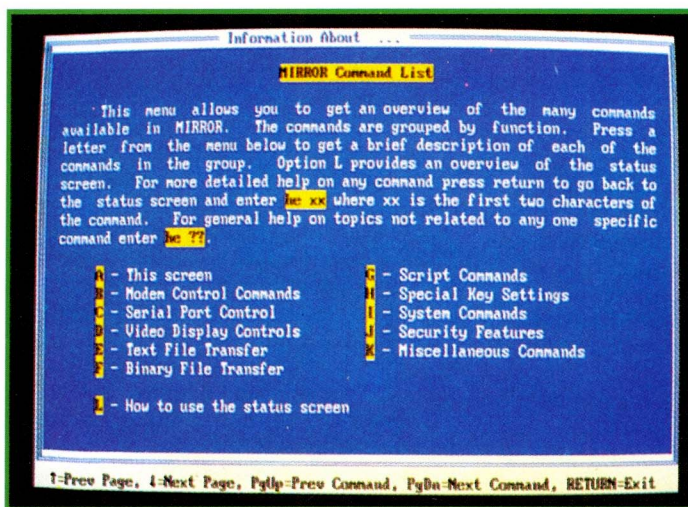 Information About ...
MIRROR Command List
This menu allows you to get an overview of the many commands
available in MIRROR. The commands are grouped by function. Press a
letter from the menu below to get a brief description of each of the
commands in the group. Option L provides an overview of the status
screen. For more detailed help on any command press return to go back to
the status screen and enter he xx where xx is the first two characters of
the command. For general help on topics not related to any one specific
command enter he ??.
A - This screen
B - Modem Control Commands
C - Serial Port Control
D - Video Display Controls
E - Text File Transfer
F - Binary File Transfer
G - Script Commands
H - Special Key Settings
I - System Commands
J - Security Features
K - Miscellaneous Commands
L - How to use the status screen
↑=Prev Page, ↓=Next Page, PgUp=Prev Command, PgDn=Next Command, RETURN=Exit